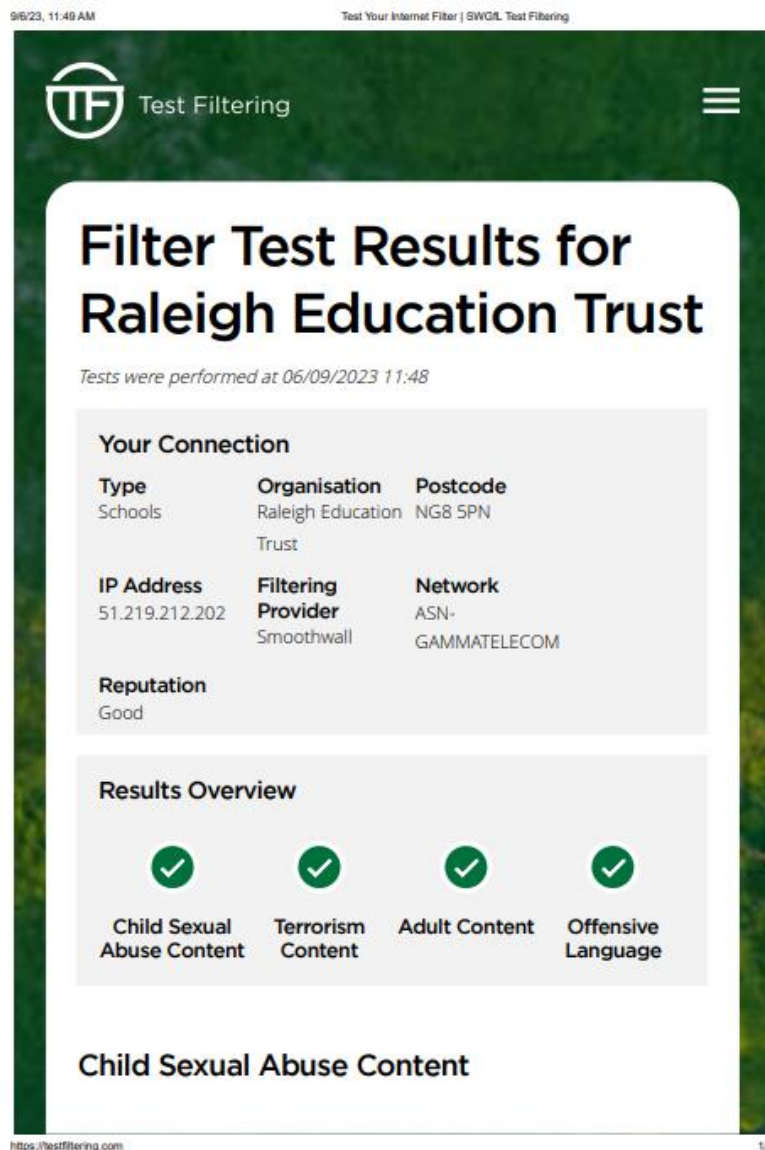 9/6/23, 11:49 AM Test Your Internet Filter | SWGfL Test Filtering
TF Test Filtering
Filter Test Results for
Raleigh Education Trust
Tests were performed at 06/09/2023 11:48
Your Connection
Type Organisation Postcode
Schools Raleigh Education NG8 5PN
Trust
IP Address Filtering Network
51.219.212.202 Provider ASN-
Smoothwall GAMMATELECOM
Reputation
Good
Results Overview
Child Sexual Terrorism Adult Content Offensive
Abuse Content Content Language
Child Sexual Abuse Content
https://testfiltering.com